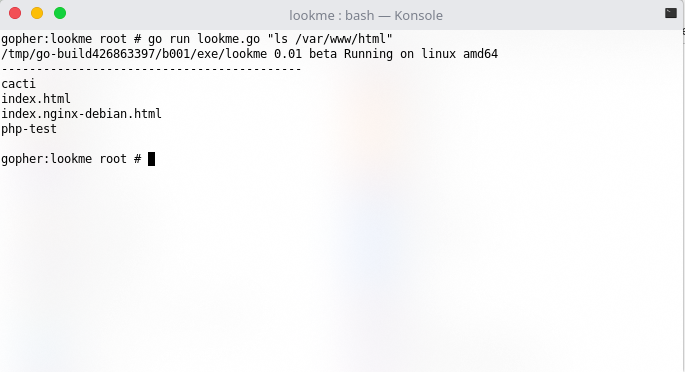 lookme : bash — Konsole
gopher:lookme root # go run lookme.go "ls /var/www/html"
/tmp/go-build426863397/b001/exe/lookme 0.01 beta Running on linux amd64
-------------------------------------------
cacti
index.html
index.nginx-debian.html
php-test
gopher:lookme root #